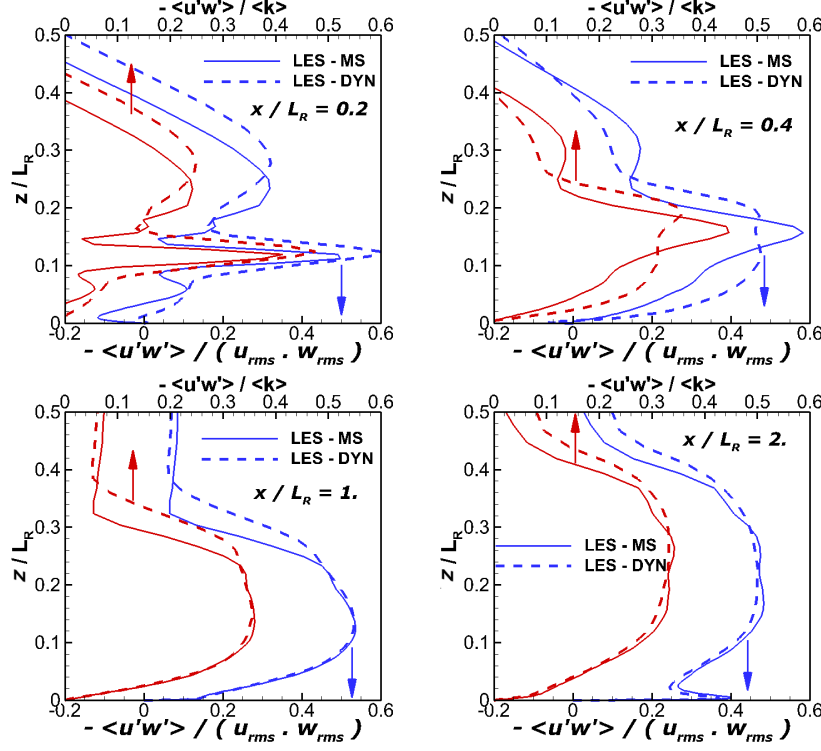 - <u'w'> / <k>
0 0.1 0.2 0.3 0.4 0.5 0.6
0.5
0.4
0.3
0.2
0.1
0.0
z / L_R
LES - MS
LES - DYN
x / L_R = 0.2
-0.2 0 0.2 0.4 0.6
- <u'w'> / ( u_rms . w_rms )
- <u'w'> / <k>
0 0.1 0.2 0.3 0.4 0.5 0.6
0.5
0.4
0.3
0.2
0.1
0.0
z / L_R
LES - MS
LES - DYN
x / L_R = 0.4
-0.2 0 0.2 0.4 0.6
- <u'w'> / ( u_rms . w_rms )
- <u'w'> / <k>
0 0.1 0.2 0.3 0.4 0.5 0.6
0.5
0.4
0.3
0.2
0.1
0.0
z / L_R
LES - MS
LES - DYN
x / L_R = 1.
-0.2 0 0.2 0.4 0.6
- <u'w'> / ( u_rms . w_rms )
- <u'w'> / <k>
0 0.1 0.2 0.3 0.4 0.5 0.6
0.5
0.4
0.3
0.2
0.1
0.0
z / L_R
x / L_R = 2.
LES - MS
LES - DYN
-0.2 0 0.2 0.4 0.6
- <u'w'> / ( u_rms . w_rms )